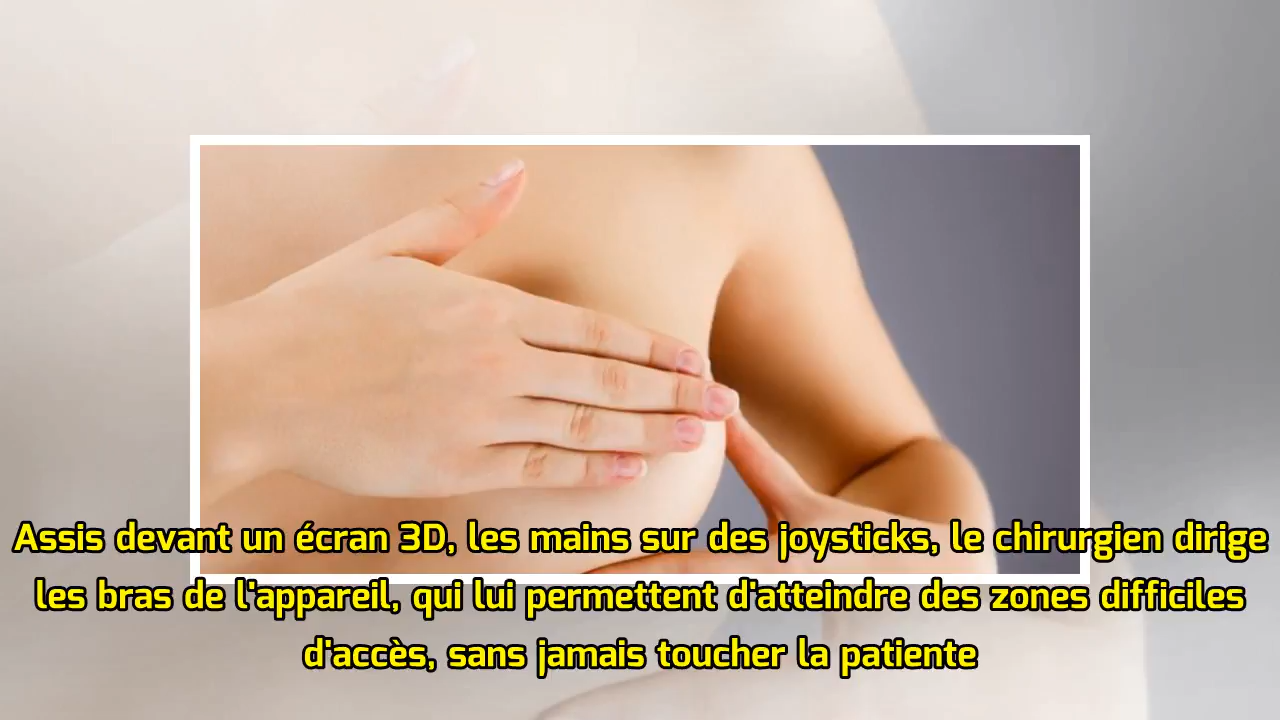 Assis devant un écran 3D, les mains sur des joysticks, le chirurgien dirige
les bras de l'appareil, qui lui permettent d'atteindre des zones difficiles
d'accès, sans jamais toucher la patiente